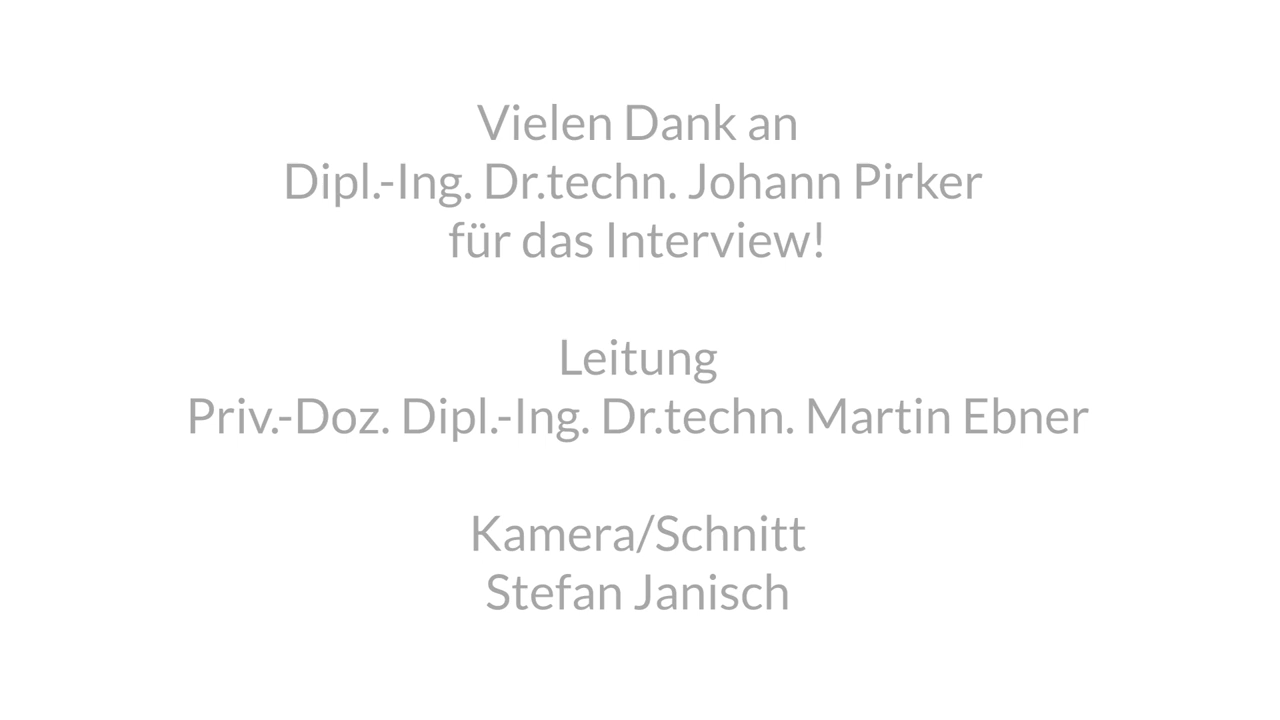 Vielen Dank an
Dipl.-Ing. Dr.techn. Johann Pirker
für das Interview!
Leitung
Priv.-Doz. Dipl.-Ing. Dr.techn. Martin Ebner
Kamera/Schnitt
Stefan Janisch